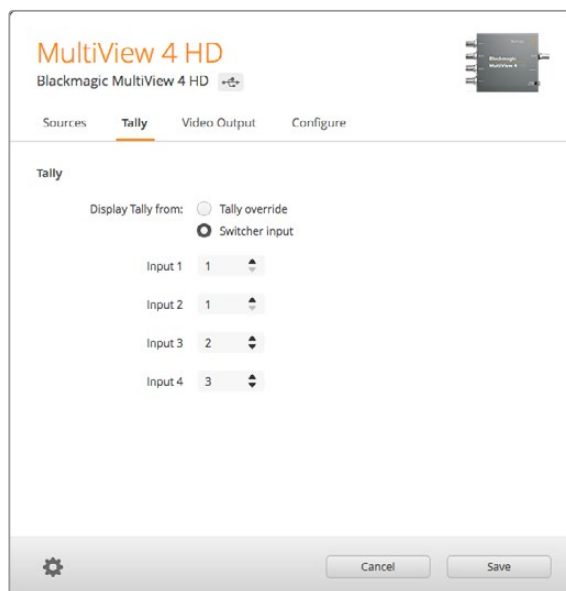 MultiView 4 HD
Blackmagic MultiView 4 HD
Sources Tally Video Output Configure
Tally
Display Tally from: Tally override
Switcher input
Input 1 1
Input 2 1
Input 3 2
Input 4 3
Cancel Save